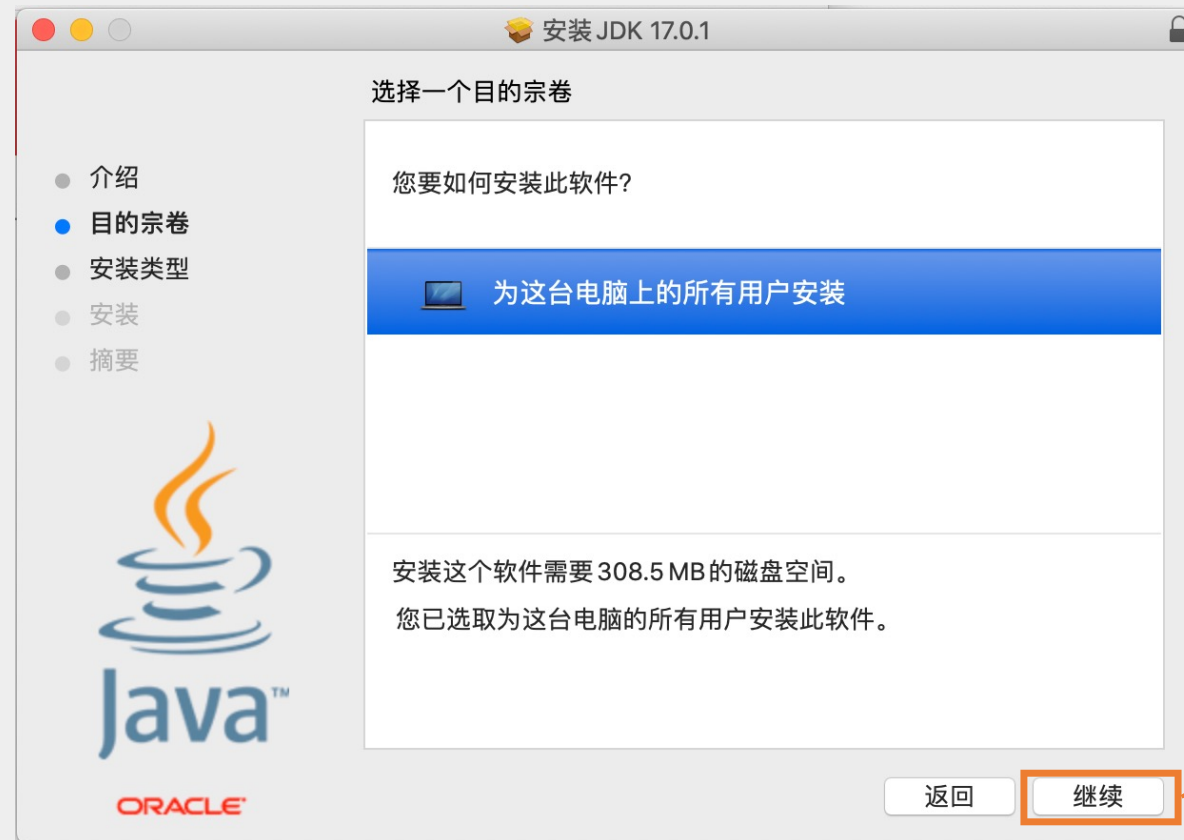 安装 JDK 17.0.1
选择一个目的宗卷
介绍
目的宗卷
安装类型
安装
摘要
您要如何安装此软件?
为这台电脑上的所有用户安装
安装这个软件需要 308.5 MB 的磁盘空间。
您已选取为这台电脑的所有用户安装此软件。
Java™
ORACLE®
返回
继续